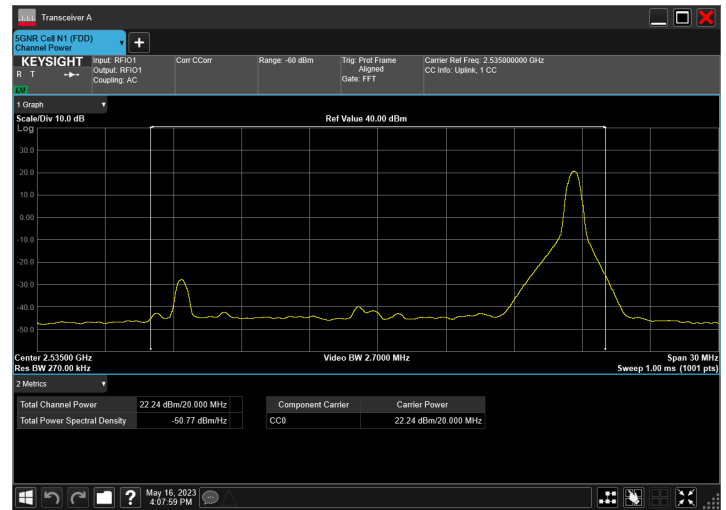 Transceiver A
5GNR Cell N1 (FDD)
Channel Power
KEYSIGHT
R T
LXI
Input: RFIO1
Output: RFIO1
Coupling: AC
Corr CCorr
Range: -60 dBm
Trig: Prot Frame
Aligned
Gate: FFT
Carrier Ref Freq: 2.535000000 GHz
CC Info: Uplink, 1 CC
1 Graph
Scale/Div 10.0 dB
Ref Value 40.00 dBm
Log
30.0
20.0
10.0
0.00
-10.0
-20.0
-30.0
-40.0
-50.0
Center 2.53500 GHz
Video BW 2.7000 MHz
Span 30 MHz
Res BW 270.00 kHz
Sweep 1.00 ms (1001 pts)
2 Metrics
Total Channel Power 22.24 dBm/20.000 MHz
Total Power Spectral Density -50.77 dBm/Hz
Component Carrier Carrier Power
CC0 22.24 dBm/20.000 MHz
May 16, 2023
4:07:59 PM